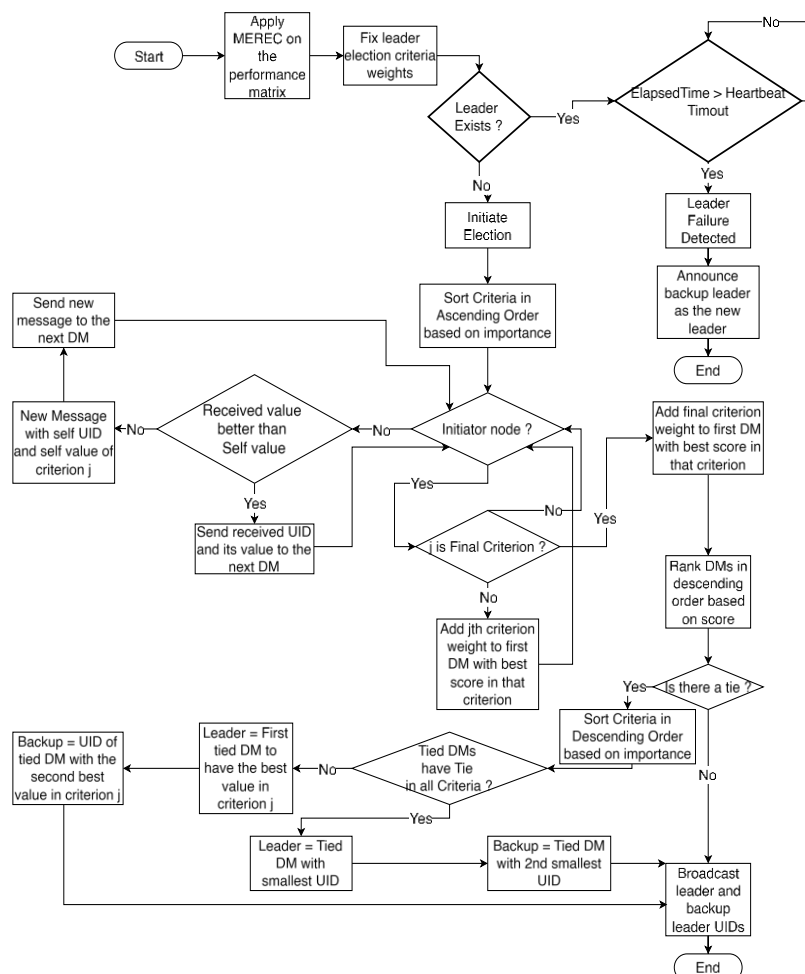 Start
Apply
MEREC on
the
performance
matrix
Fix leader
election criteria
weights
Leader
Exists ?
Yes
No
ElapsedTime > Heartbeat
Timout
No
Yes
Leader
Failure
Detected
Announce
backup leader
as the new
leader
End
Initiate
Election
Sort Criteria in
Ascending Order
based on importance
Send new
message to the
next DM
New Message
with self UID
and self value of
criterion j
No
Received value
better than
Self value
No
Initiator node ?
Yes
Send received UID
and its value to the
next DM
Yes
j is Final Criterion ?
No
Yes
No
Add jth criterion
weight to first
DM with best
score in that
criterion
Add final criterion
weight to first DM
with best score in
that criterion
Rank DMs in
descending
order based
on score
Is there a tie ?
Yes
No
Sort Criteria in
Descending Order
based on importance
Tied DMs
have Tie
in all Criteria ?
No
Yes
Leader = First
tied DM to
have the best
value in
criterion j
Backup = UID of
tied DM with the
second best
value in criterion j
Leader = Tied
DM with
smallest UID
Backup = Tied DM
with 2nd smallest
UID
Broadcast
leader and
backup
leader UIDs
End